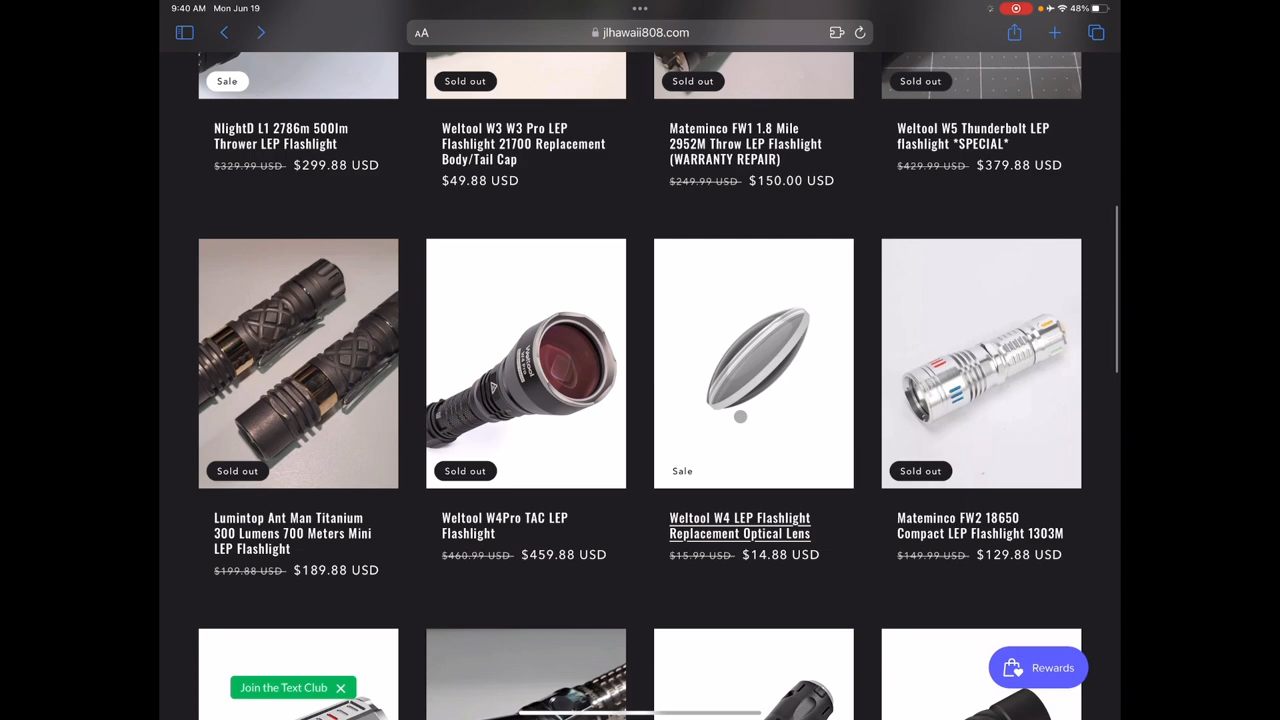 9:40 AM Mon Jun 19
48%
AA
jlhawaii808.com
Sale
Sold out
Sold out
Sold out
NlightD L1 2786m 500lm
Thrower LEP Flashlight
$329.99 USD $299.88 USD
Weltool W3 W3 Pro LEP
Flashlight 21700 Replacement
Body/Tail Cap
$49.88 USD
Mateminco FW1 1.8 Mile
2952M Throw LEP Flashlight
(WARRANTY REPAIR)
$249.99 USD $150.00 USD
Weltool W5 Thunderbolt LEP
flashlight *SPECIAL*
$429.99 USD $379.88 USD
Weltool
W4 Pro
Sold out
Sold out
Sale
Sold out
Lumintop Ant Man Titanium
300 Lumens 700 Meters Mini
LEP Flashlight
$199.88 USD $189.88 USD
Weltool W4Pro TAC LEP
Flashlight
$460.99 USD $459.88 USD
Weltool W4 LEP Flashlight
Replacement Optical Lens
$15.99 USD $14.88 USD
Mateminco FW2 18650
Compact LEP Flashlight 1303M
$149.99 USD $129.88 USD
Join the Text Club
Rewards